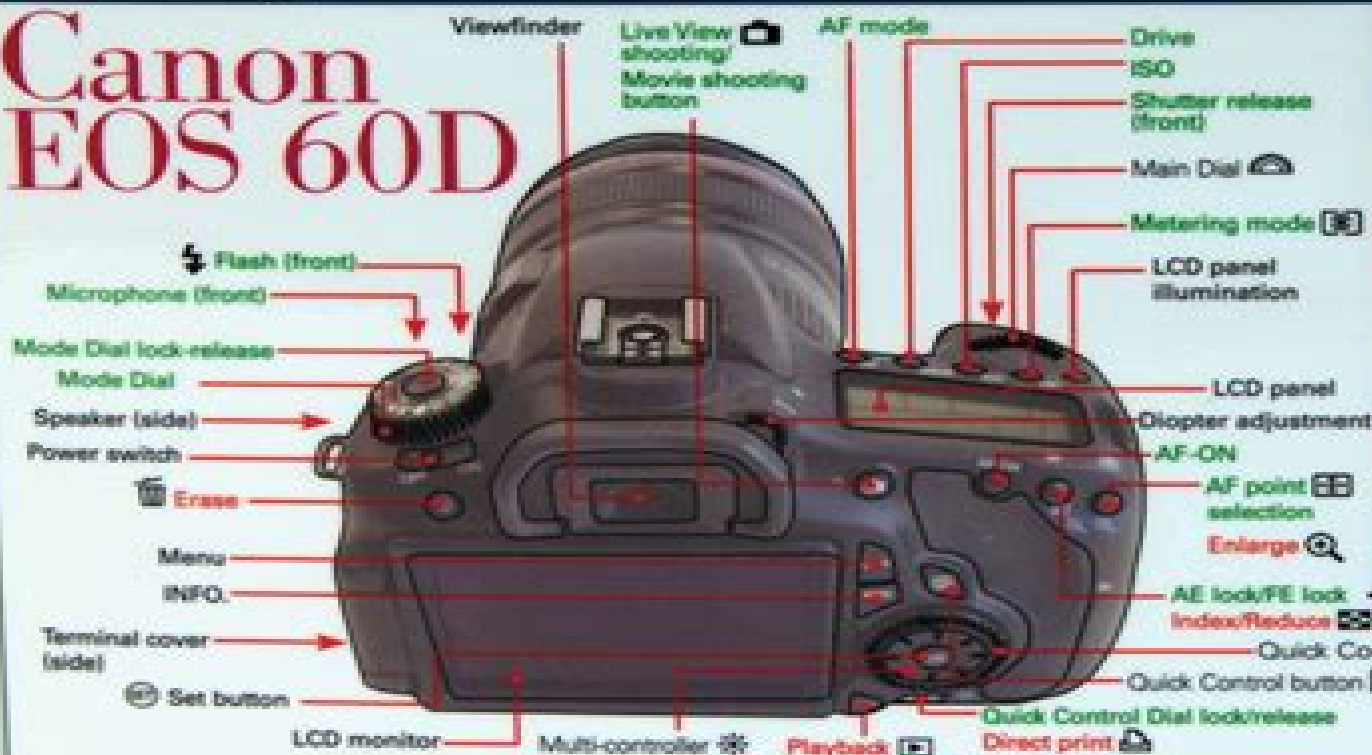 Canon
EOS 60D
Viewfinder
Live View
shooting/
Movie shooting
button
AF mode
Drive
ISO
Shutter release
(front)
Main Dial
Metering mode
LCD panel
illumination
Flash (front)
Microphone (front)
Mode Dial lock-release
Mode Dial
Speaker (side)
Power switch
Erase
Menu
INFO.
Terminal cover
(side)
SET Set button
LCD monitor
Multi-controller
Playback
LCD panel
Diopter adjustment
AF-ON
AF point
selection
Enlarge
AE lock/FE lock
Index/Reduce
Quick Co
Quick Control button
Quick Control Dial lock/release
Direct print